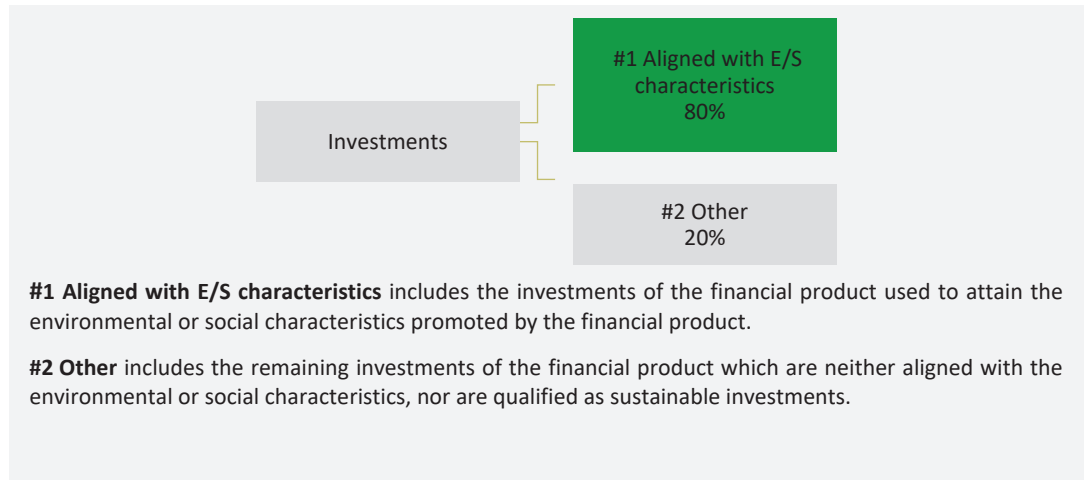 #1 Aligned with E/S
characteristics
80%
Investments
#2 Other
20%
#1 Aligned with E/S characteristics includes the investments of the financial product used to attain the
environmental or social characteristics promoted by the financial product.
#2 Other includes the remaining investments of the financial product which are neither aligned with the
environmental or social characteristics, nor are qualified as sustainable investments.